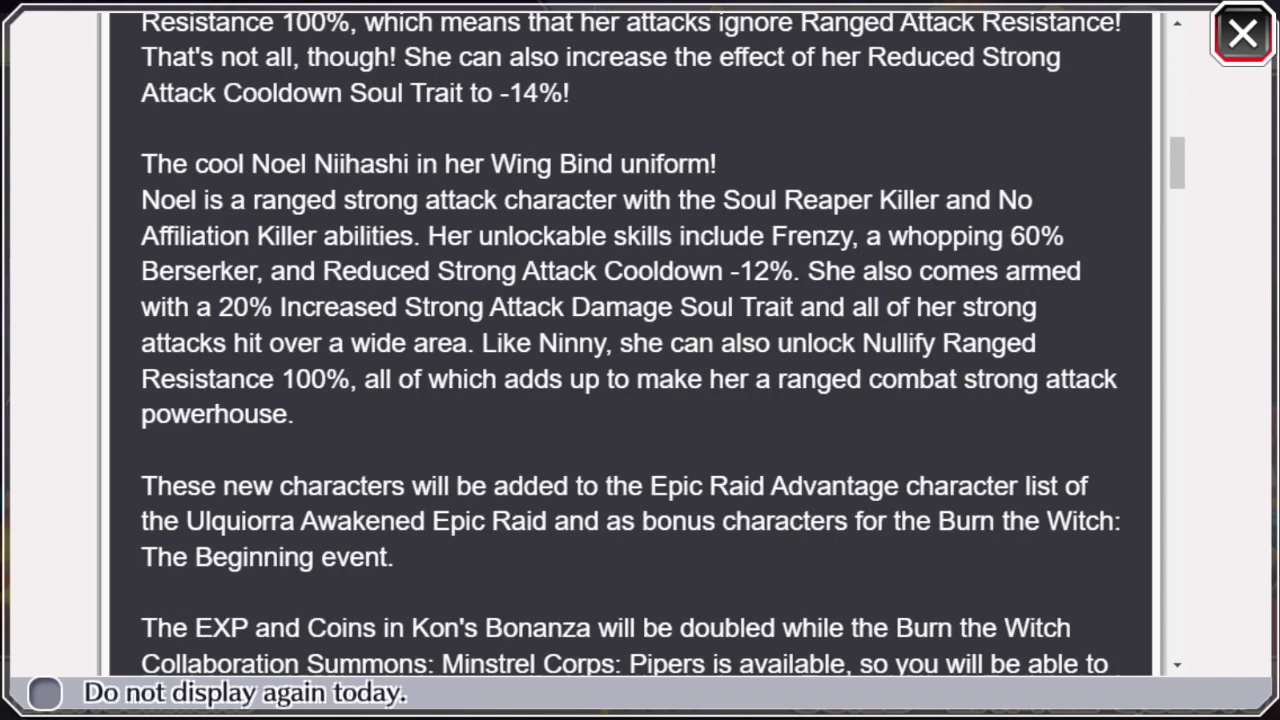 Resistance 100%, which means that her attacks ignore Ranged Attack Resistance!
That's not all, though! She can also increase the effect of her Reduced Strong
Attack Cooldown Soul Trait to -14%!
The cool Noel Niihashi in her Wing Bind uniform!
Noel is a ranged strong attack character with the Soul Reaper Killer and No
Affiliation Killer abilities. Her unlockable skills include Frenzy, a whopping 60%
Berserker, and Reduced Strong Attack Cooldown -12%. She also comes armed
with a 20% Increased Strong Attack Damage Soul Trait and all of her strong
attacks hit over a wide area. Like Ninny, she can also unlock Nullify Ranged
Resistance 100%, all of which adds up to make her a ranged combat strong attack
powerhouse.
These new characters will be added to the Epic Raid Advantage character list of
the Ulquiorra Awakened Epic Raid and as bonus characters for the Burn the Witch:
The Beginning event.
The EXP and Coins in Kon's Bonanza will be doubled while the Burn the Witch
Collaboration Summons: Minstrel Corps: Pipers is available, so you will be able to
Do not display again today.